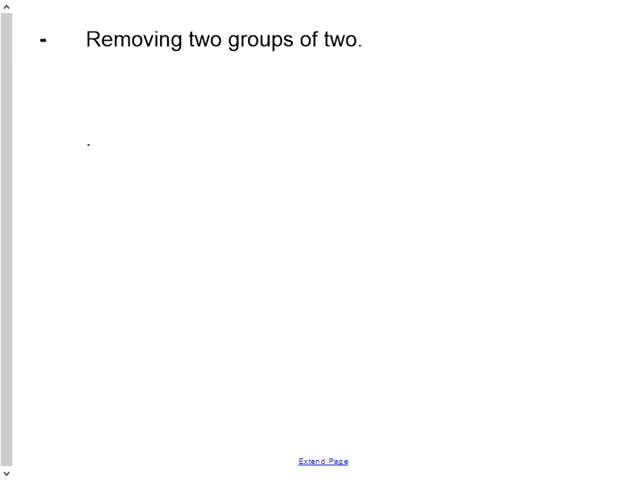 - Removing two groups of two.
.
Extend Page